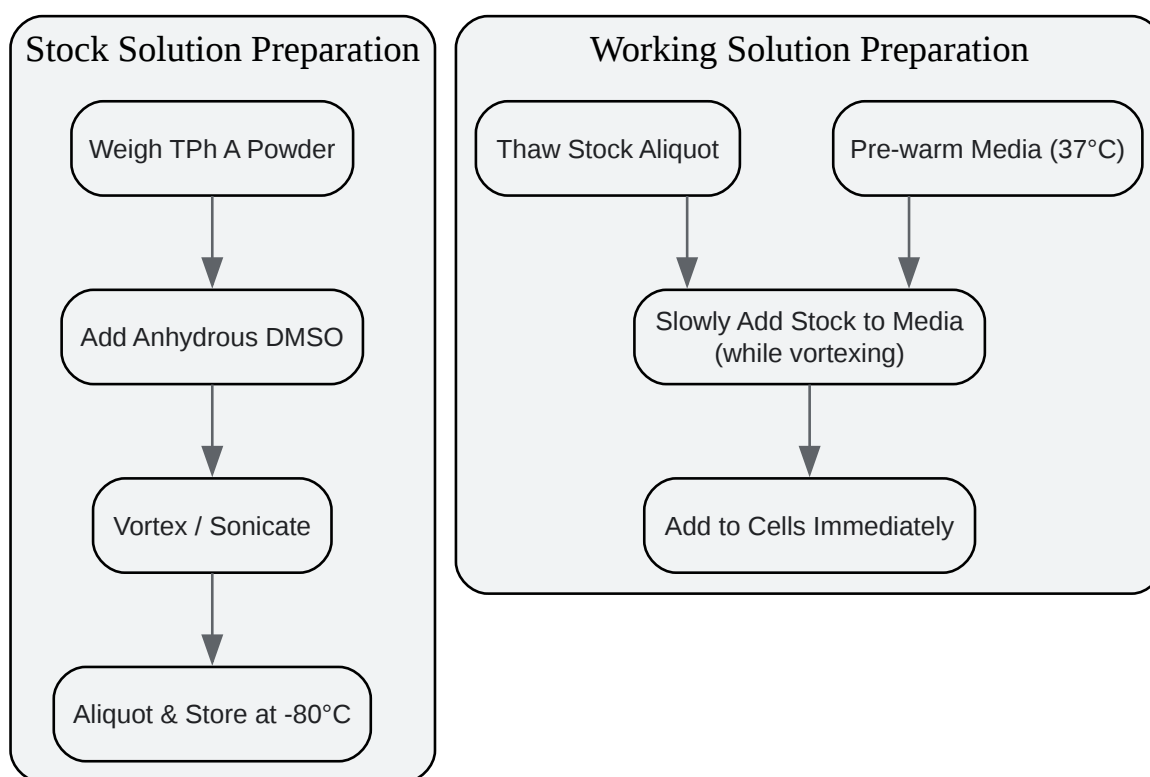 Stock Solution Preparation
Weigh TPh A Powder
Add Anhydrous DMSO
Vortex / Sonicate
Aliquot & Store at -80°C
Working Solution Preparation
Thaw Stock Aliquot
Pre-warm Media (37°C)
Slowly Add Stock to Media
(while vortexing)
Add to Cells Immediately